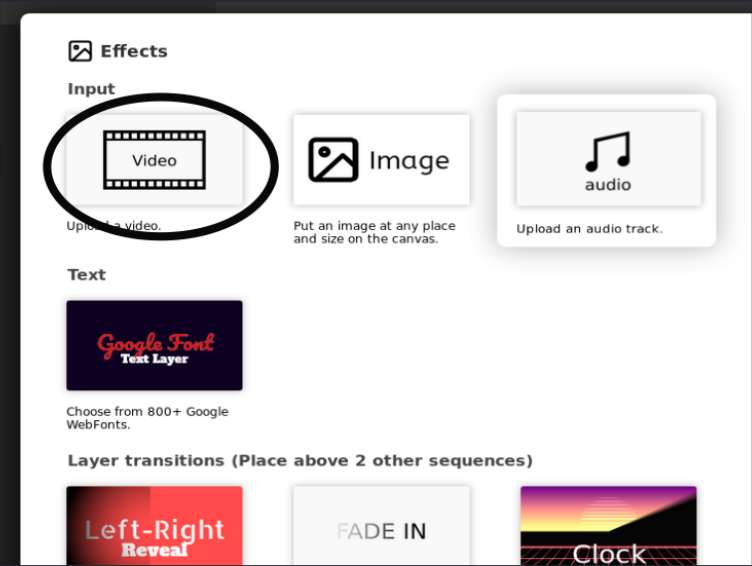 Effects
Input
Video
Image
audio
Upload a video.
Put an image at any place
and size on the canvas.
Upload an audio track.
Text
Google Font
Text Layer
Choose from 800+ Google
WebFonts.
Layer transitions (Place above 2 other sequences)
Left-Right
Reveal
FADE IN
Clock